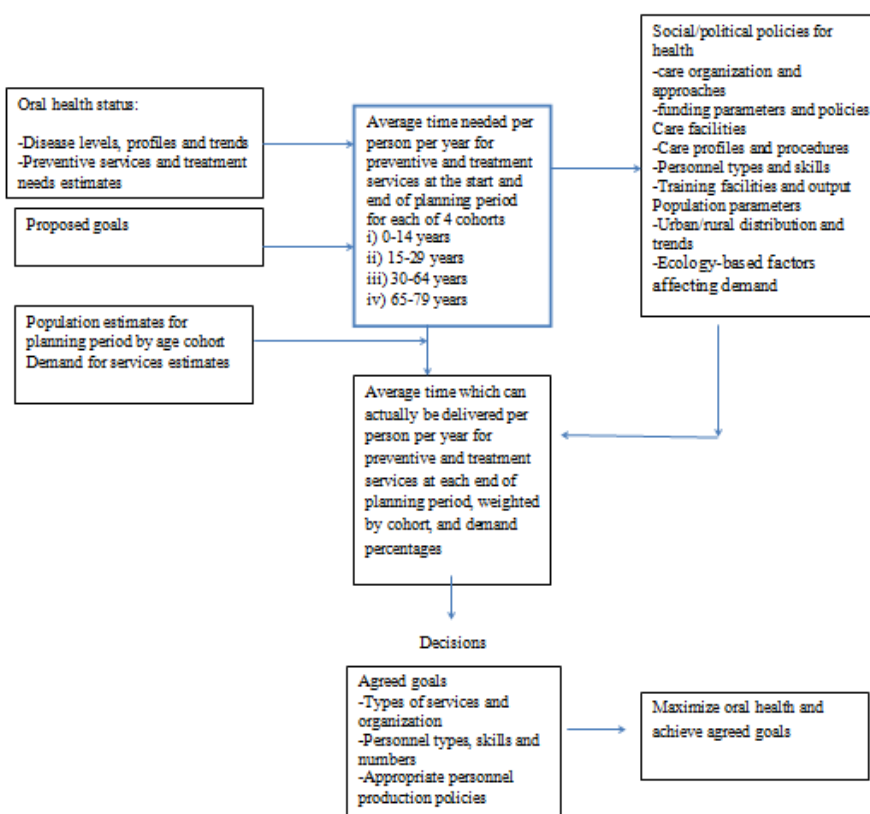 Oral health status:
-Disease levels, profiles and trends
-Preventive services and treatment
needs estimates
Proposed goals
Population estimates for
planning period by age cohort
Demand for services estimates
Average time needed per
person per year for
preventive and treatment
services at the start and
end of planning period
for each of 4 cohorts
i) 0-14 years
ii) 15-29 years
iii) 30-64 years
iv) 65-79 years
Social/political policies for
health
-care organization and
approaches
-funding parameters and policies
Care facilities
-Care profiles and procedures
-Personnel types and skills
-Training facilities and output
Population parameters
-Urban/rural distribution and
trends
-Ecology-based factors
affecting demand
Average time which can
actually be delivered per
person per year for
preventive and treatment
services at each end of
planning period, weighted
by cohort, and demand
percentages
Decisions
Agreed goals
-Types of services and
organization
-Personnel types, skills and
numbers
-Appropriate personnel
production policies
Maximize oral health and
achieve agreed goals